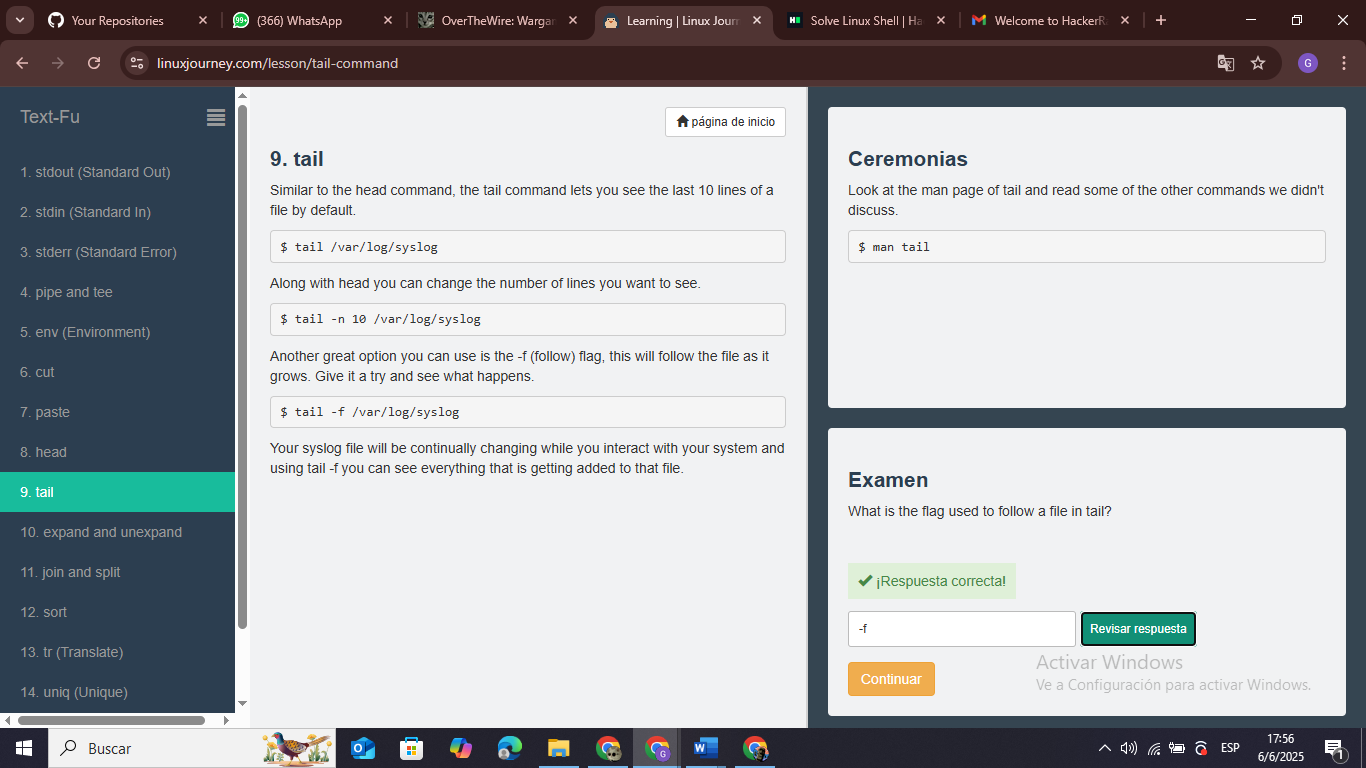 Your Repositories
(366) WhatsApp
OverTheWire: Wargam
Learning | Linux Journ
Solve Linux Shell | Ha
Welcome to HackerRa
linuxjourney.com/lesson/tail-command
G
Text-Fu
1. stdout (Standard Out)
2. stdin (Standard In)
3. stderr (Standard Error)
4. pipe and tee
5. env (Environment)
6. cut
7. paste
8. head
9. tail
10. expand and unexpand
11. join and split
12. sort
13. tr (Translate)
14. uniq (Unique)
página de inicio
9. tail
Similar to the head command, the tail command lets you see the last 10 lines of a
file by default.
$ tail /var/log/syslog
Along with head you can change the number of lines you want to see.
$ tail -n 10 /var/log/syslog
Another great option you can use is the -f (follow) flag, this will follow the file as it
grows. Give it a try and see what happens.
$ tail -f /var/log/syslog
Your syslog file will be continually changing while you interact with your system and
using tail -f you can see everything that is getting added to that file.
Ceremonias
Look at the man page of tail and read some of the other commands we didn't
discuss.
$ man tail
Examen
What is the flag used to follow a file in tail?
¡Respuesta correcta!
-f
Revisar respuesta
Continuar
Activar Windows
Ve a Configuración para activar Windows.
Buscar
ESP
17:56
6/6/2025
1